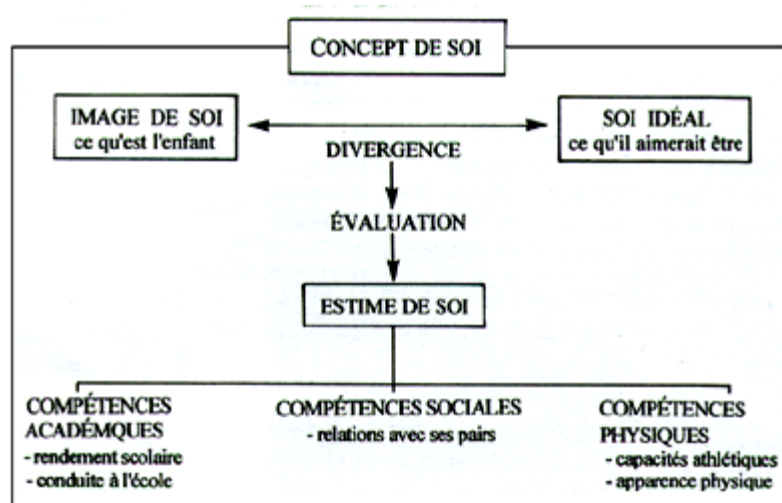 CONCEPT DE SOI
IMAGE DE SOI
ce qu'est l'enfant
SOI IDÉAL
ce qu'il aimerait être
DIVERGENCE
ÉVALUATION
ESTIME DE SOI
COMPÉTENCES
ACADÉMQUES
- rendement scolaire
- conduite à l'école
COMPÉTENCES SOCIALES
- relations avec ses pairs
COMPÉTENCES
PHYSIQUES
- capacités athlétiques
- apparence physique